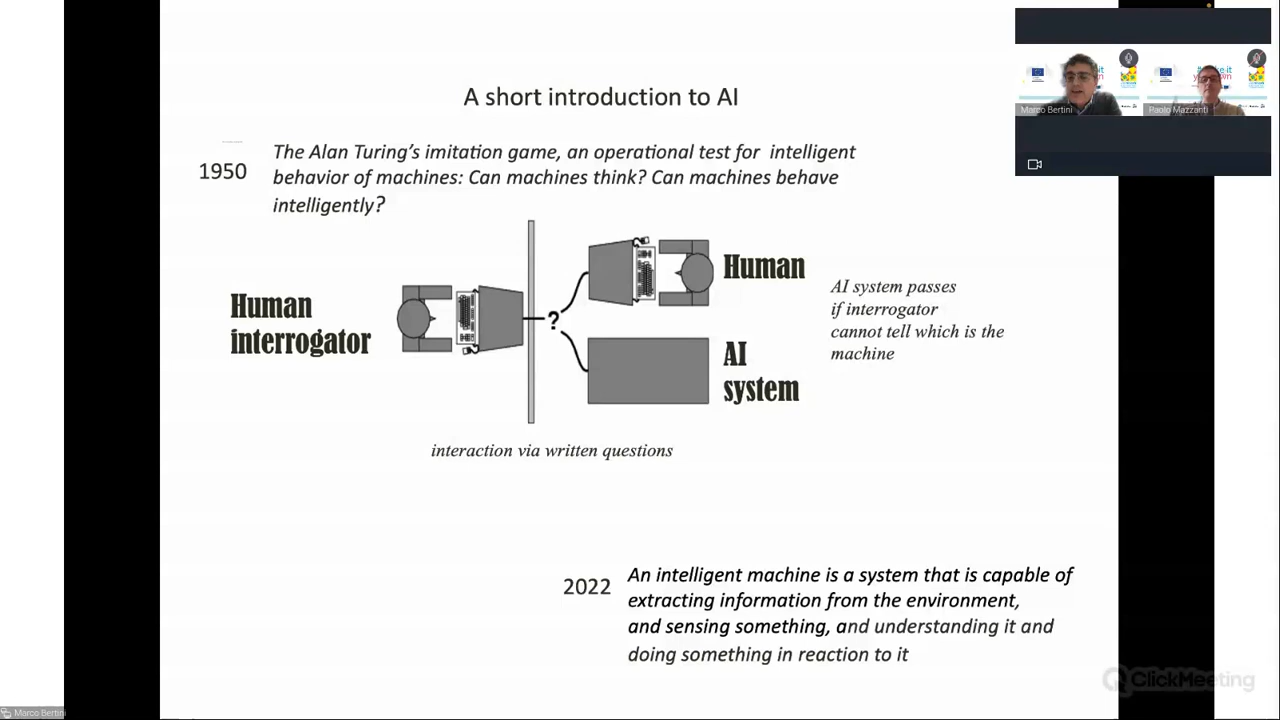 A short introduction to AI
1950
The Alan Turing's imitation game, an operational test for intelligent
behavior of machines: Can machines think? Can machines behave
intelligently?
Human
interrogator
?
Human
AI
system
AI system passes
if interrogator
cannot tell which is the
machine
interaction via written questions
2022
An intelligent machine is a system that is capable of
extracting information from the environment,
and sensing something, and understanding it and
doing something in reaction to it
Marco Bertini
Paolo Mazzanti
ClickMeeting
Marco Bertini